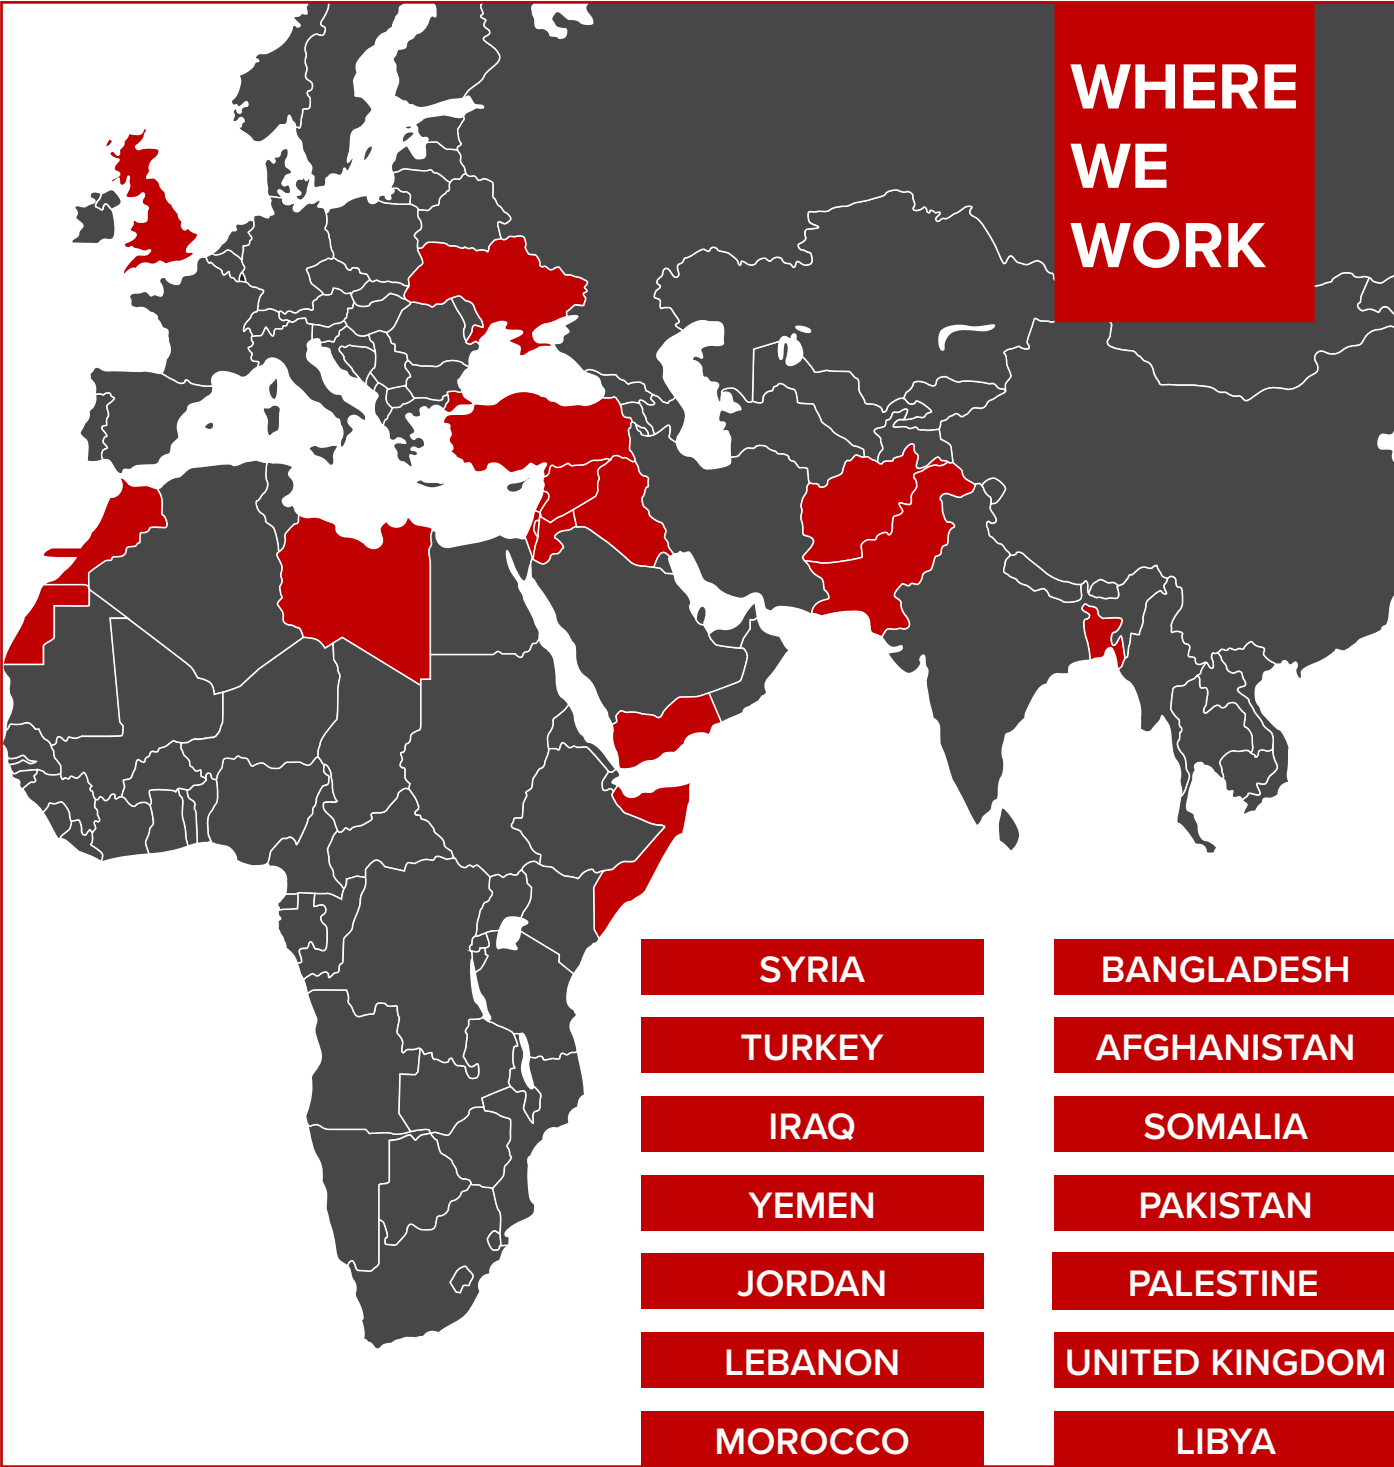 WHERE
WE
WORK
SYRIA
TURKEY
IRAQ
YEMEN
JORDAN
LEBANON
MOROCCO
BANGLADESH
AFGHANISTAN
SOMALIA
PAKISTAN
PALESTINE
UNITED KINGDOM
LIBYA